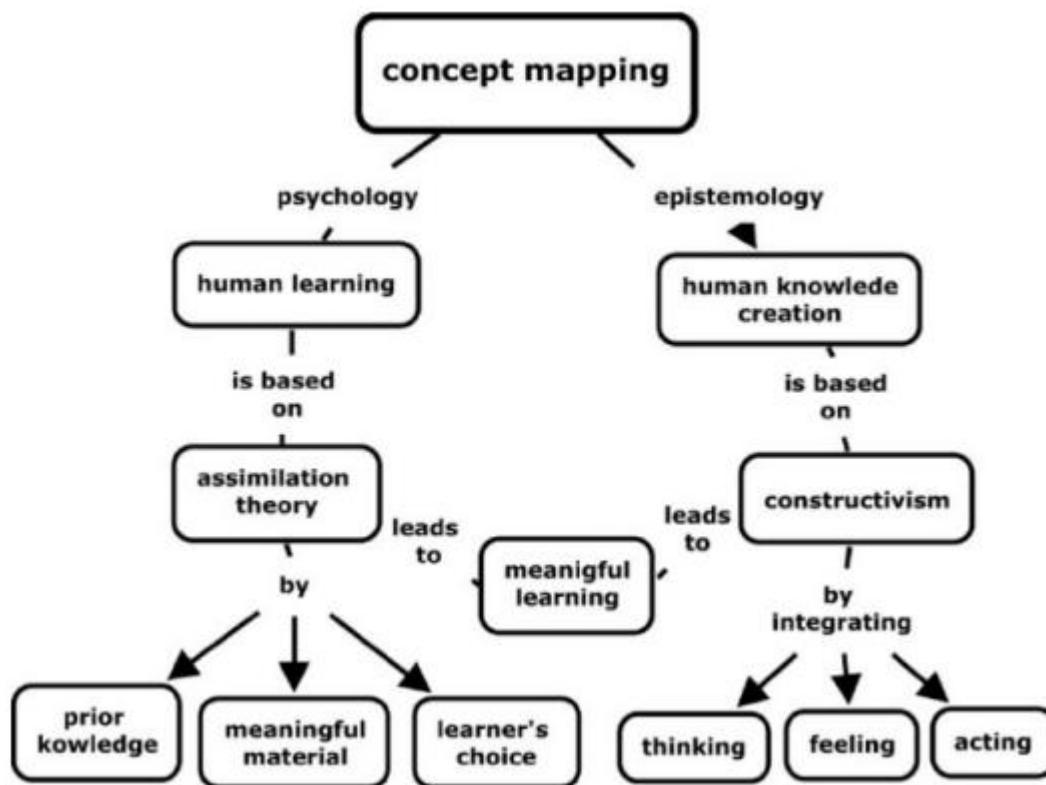 concept mapping
psychology
epistemology
human learning
human knowlede
creation
is based
on
is based
on
assimilation
theory
constructivism
leads
to
leads
to
meanigful
learning
by
by
integrating
prior
kowledge
meaningful
material
learner's
choice
thinking
feeling
acting